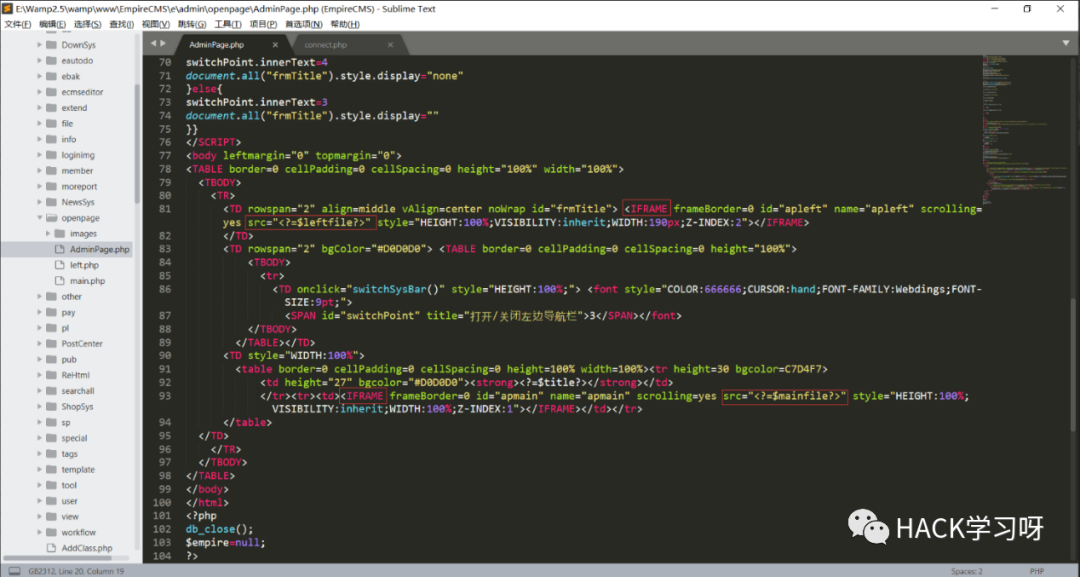 E:\Wamp2.5\wamp\www\EmpireCMS\e\admin\openpage\AdminPage.php (EmpireCMS) - Sublime Text
文件(F) 编辑(E) 选择(S) 查找(I) 视图(V) 跳转(G) 工具(T) 项目(P) 首选项(N) 帮助(H)
DownSys
eautodo
ebak
ecmseditor
extend
file
info
loginimg
member
moreport
NewsSys
openpage
images
AdminPage.php
left.php
main.php
other
pay
pl
PostCenter
pub
ReHtml
searchall
ShopSys
sp
special
tags
template
tool
user
view
workflow
AddClass.php
AdminPage.php × connect.php ×
70 switchPoint.innerText=4
71 document.all("frmTitle").style.display="none"
72 }else{
73 switchPoint.innerText=3
74 document.all("frmTitle").style.display=""
75 }}
76 </SCRIPT>
77 <body leftmargin="0" topmargin="0">
78 <TABLE border=0 cellPadding=0 cellSpacing=0 height="100%" width="100%">
79 <TBODY>
80 <TR>
81 <TD rowspan="2" align=middle vAlign=center noWrap id="frmTitle"> <IFRAME frameBorder=0 id="apleft" name="apleft" scrolling=
yes src="<?=$leftfile?>" style="HEIGHT:100%;VISIBILITY:inherit;WIDTH:190px;Z-INDEX:2"></IFRAME>
82 </TD>
83 <TD rowspan="2" bgColor="#D0D0D0"> <TABLE border=0 cellPadding=0 cellSpacing=0 height="100%">
84 <TBODY>
85 <tr>
86 <TD onclick="switchSysBar()" style="HEIGHT:100%;"> <font style="COLOR:666666;CURSOR:hand;FONT-FAMILY:Webdings;FONT-
SIZE:9pt;">
87 <SPAN id="switchPoint" title="打开/关闭左边导航栏">3</SPAN></font>
88 </TBODY>
89 </TABLE></TD>
90 <TD style="WIDTH:100%">
91 <table border=0 cellPadding=0 cellSpacing=0 height=100% width=100%><tr height=30 bgcolor=C7D4F7>
92 <td height="27" bgcolor="#D0D0D0"><strong><?=$title?></strong></td>
93 </tr><tr><td><IFRAME frameBorder=0 id="apmain" name="apmain" scrolling=yes src="<?=$mainfile?>" style="HEIGHT:100%;
VISIBILITY:inherit;WIDTH:100%;Z-INDEX:1"></IFRAME></td></tr>
94 </table>
95 </TD>
96 </TR>
97 </TBODY>
98 </TABLE>
99 </body>
100 </html>
101 <?php
102 db_close();
103 $empire=null;
104 ?>
HACK学习呀
GB2312, Line 20, Column 19
Spaces: 2 PHP